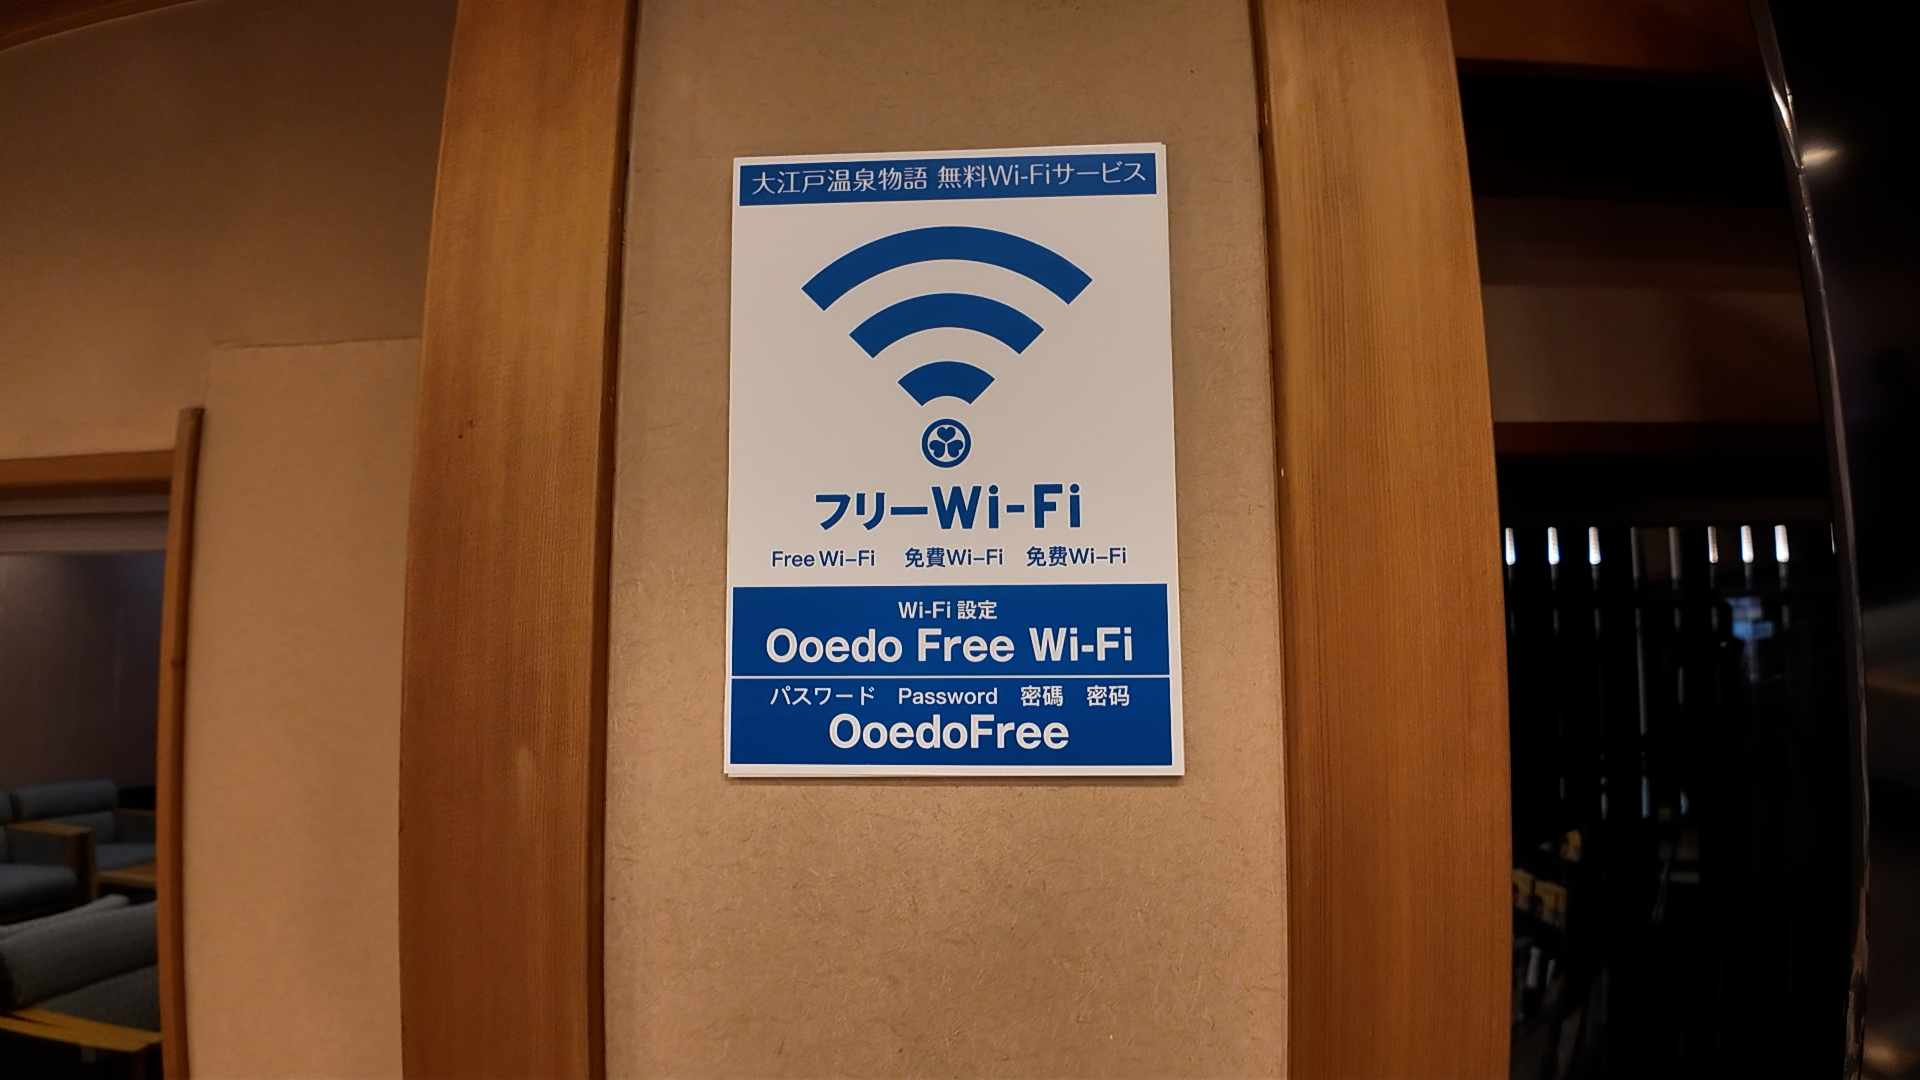 大江戸温泉物語 無料Wi-Fiサービス
フリーWi-Fi
Free Wi-Fi 免費Wi-Fi 免费Wi-Fi
Wi-Fi 設定
Ooedo Free Wi-Fi
パスワード Password 密碼 密码
OoedoFree